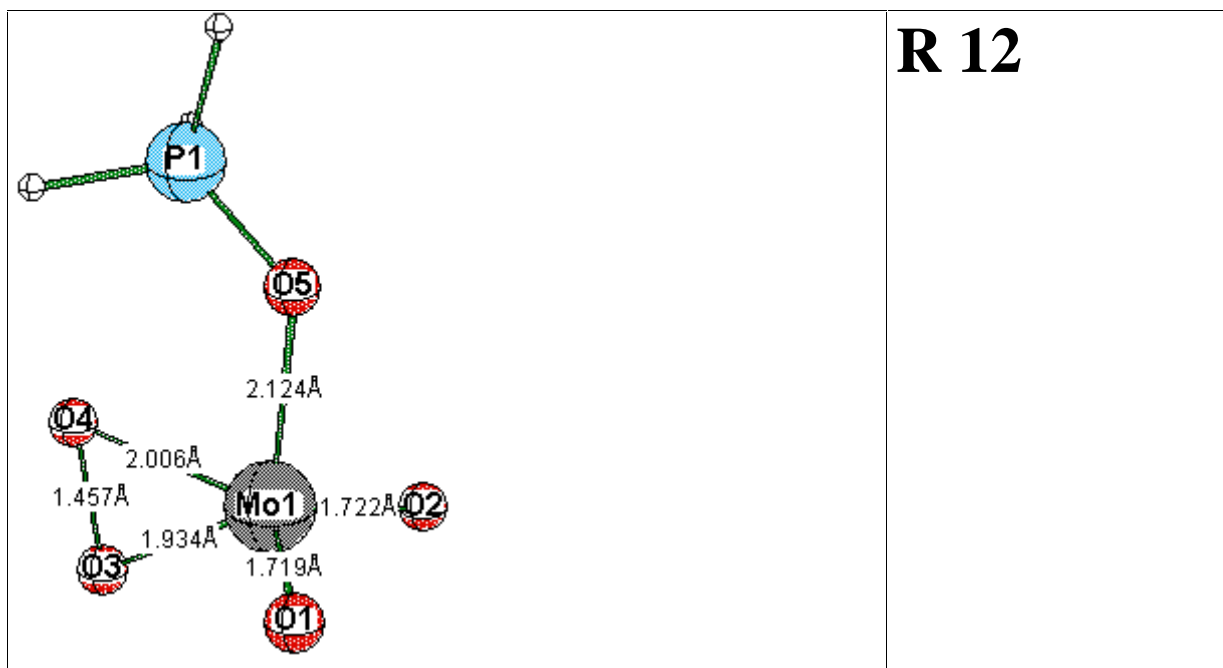 R 12
P1
O5
2.124Å
O4
2.006Å
1.457Å
Mo1
1.722Å
O2
1.934Å
O3
1.719Å
O1